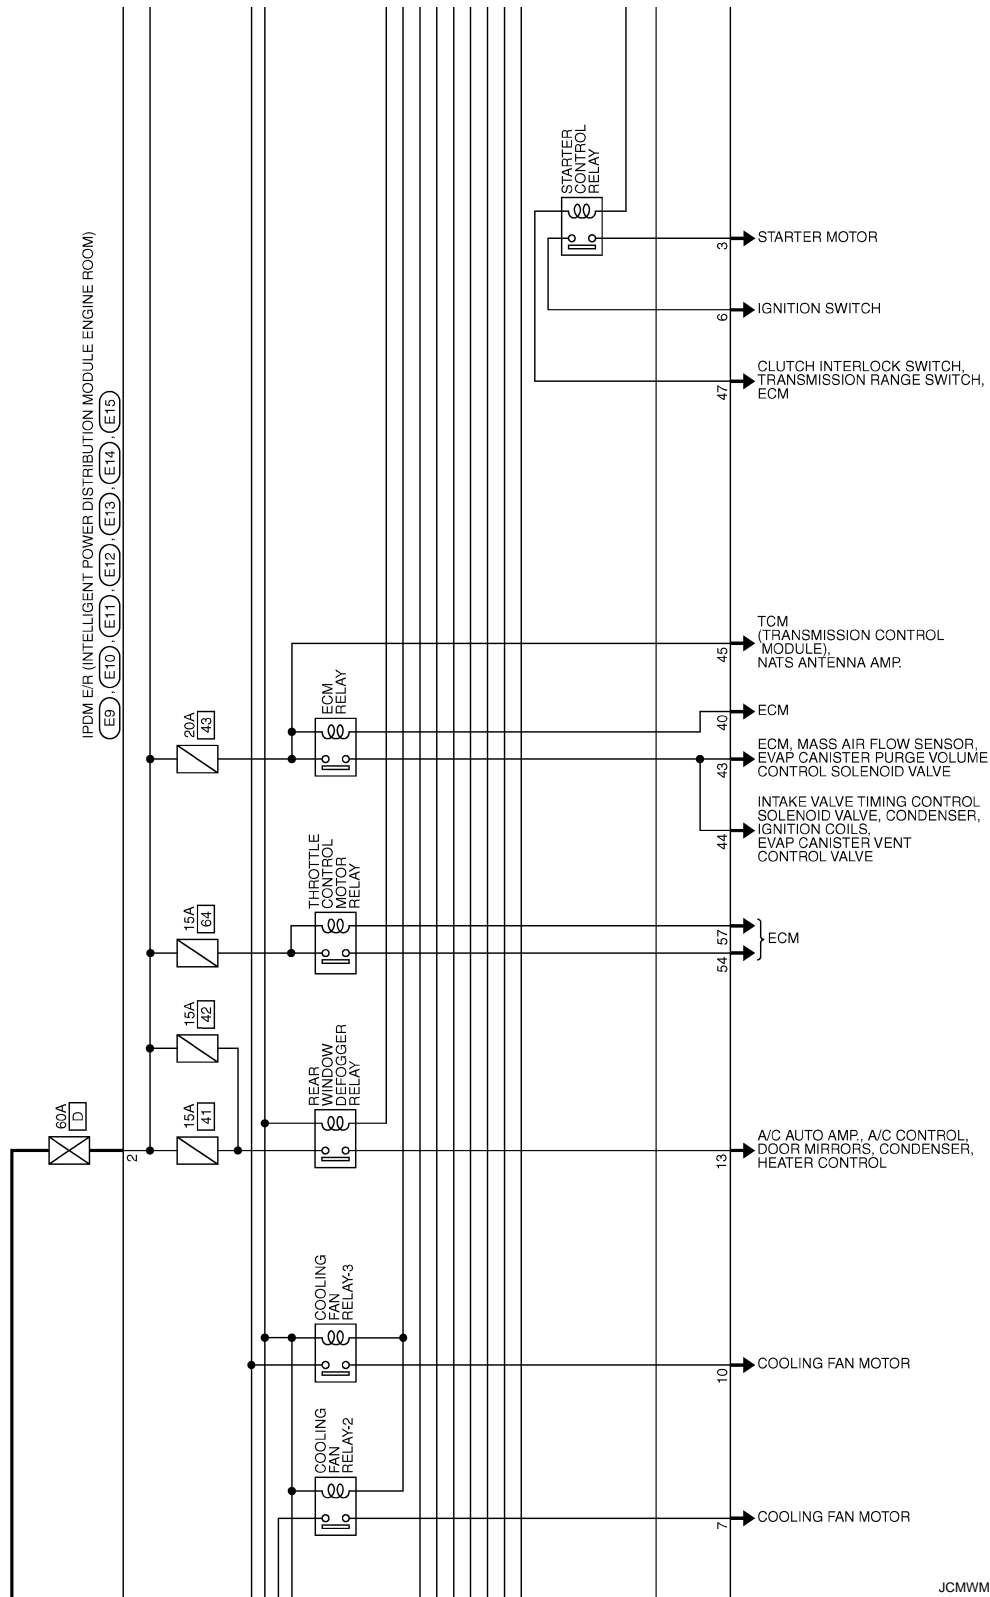 STARTER
CONTROL
RELAY
3
STARTER MOTOR
6
IGNITION SWITCH
47
CLUTCH INTERLOCK SWITCH,
TRANSMISSION RANGE SWITCH,
ECM
IPDM E/R (INTELLIGENT POWER DISTRIBUTION MODULE ENGINE ROOM)
E9 , E10 , E11 , E12 , E13 , E14 , E15
45
TCM
(TRANSMISSION CONTROL
MODULE),
NATS ANTENNA AMP.
20A
43
ECM
RELAY
40
ECM
43
ECM, MASS AIR FLOW SENSOR,
EVAP CANISTER PURGE VOLUME
CONTROL SOLENOID VALVE
44
INTAKE VALVE TIMING CONTROL
SOLENOID VALVE, CONDENSER,
IGNITION COILS,
EVAP CANISTER VENT
CONTROL VALVE
15A
64
THROTTLE
CONTROL
MOTOR
RELAY
57
54
ECM
15A
42
60A
D
2
15A
41
REAR
WINDOW
DEFOGGER
RELAY
13
A/C AUTO AMP., A/C CONTROL,
DOOR MIRRORS, CONDENSER,
HEATER CONTROL
COOLING
FAN
RELAY-3
10
COOLING FAN MOTOR
COOLING
FAN
RELAY-2
7
COOLING FAN MOTOR
JCMWM